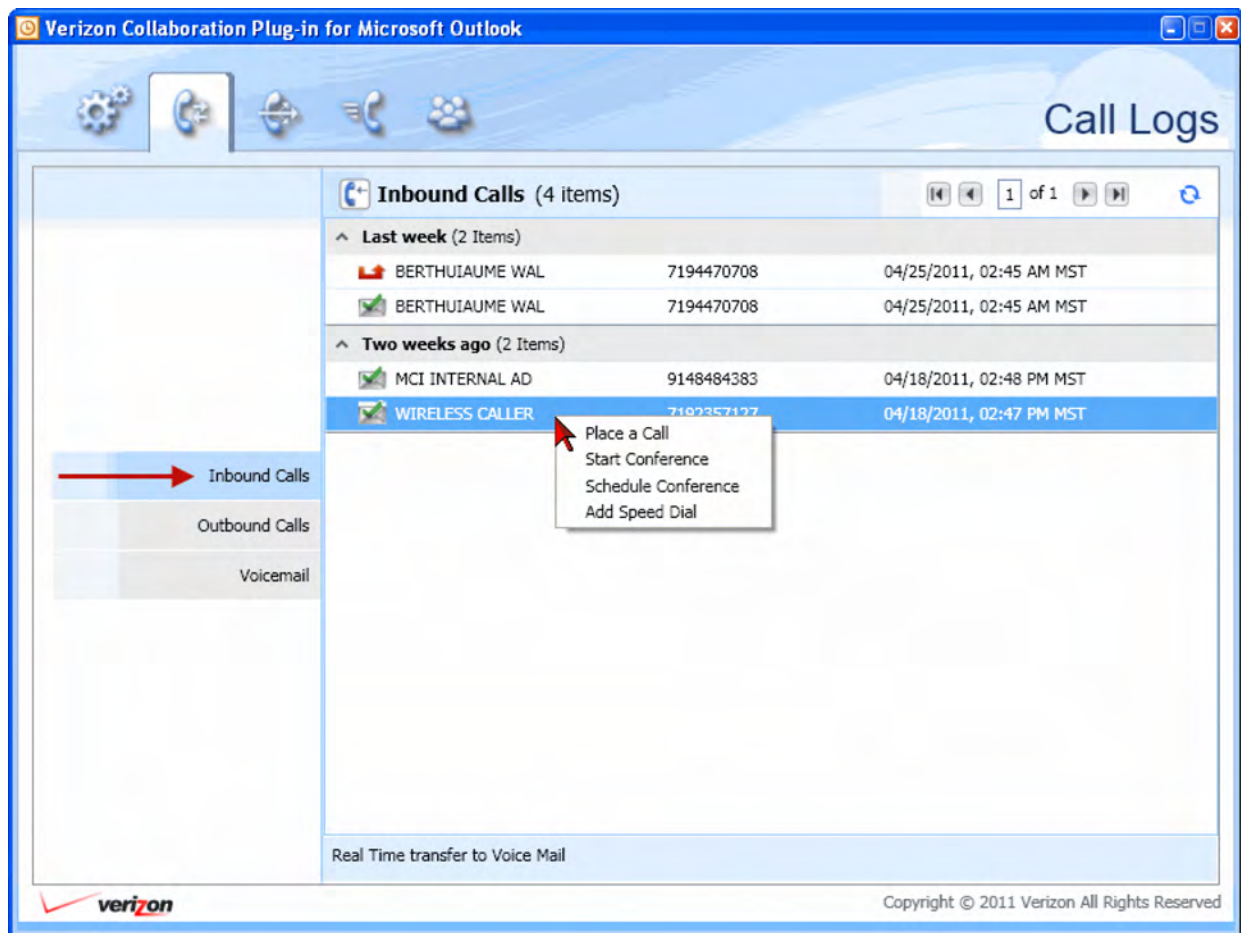 Verizon Collaboration Plug-in for Microsoft Outlook
Call Logs
Inbound Calls (4 items)
1 of 1
Last week (2 Items)
BERTHUIAUME WAL 7194470708 04/25/2011, 02:45 AM MST
BERTHUIAUME WAL 7194470708 04/25/2011, 02:45 AM MST
Two weeks ago (2 Items)
MCI INTERNAL AD 9148484383 04/18/2011, 02:48 PM MST
WIRELESS CALLER 7192357127 04/18/2011, 02:47 PM MST
Place a Call
Start Conference
Schedule Conference
Add Speed Dial
Inbound Calls
Outbound Calls
Voicemail
Real Time transfer to Voice Mail
verizon
Copyright © 2011 Verizon All Rights Reserved